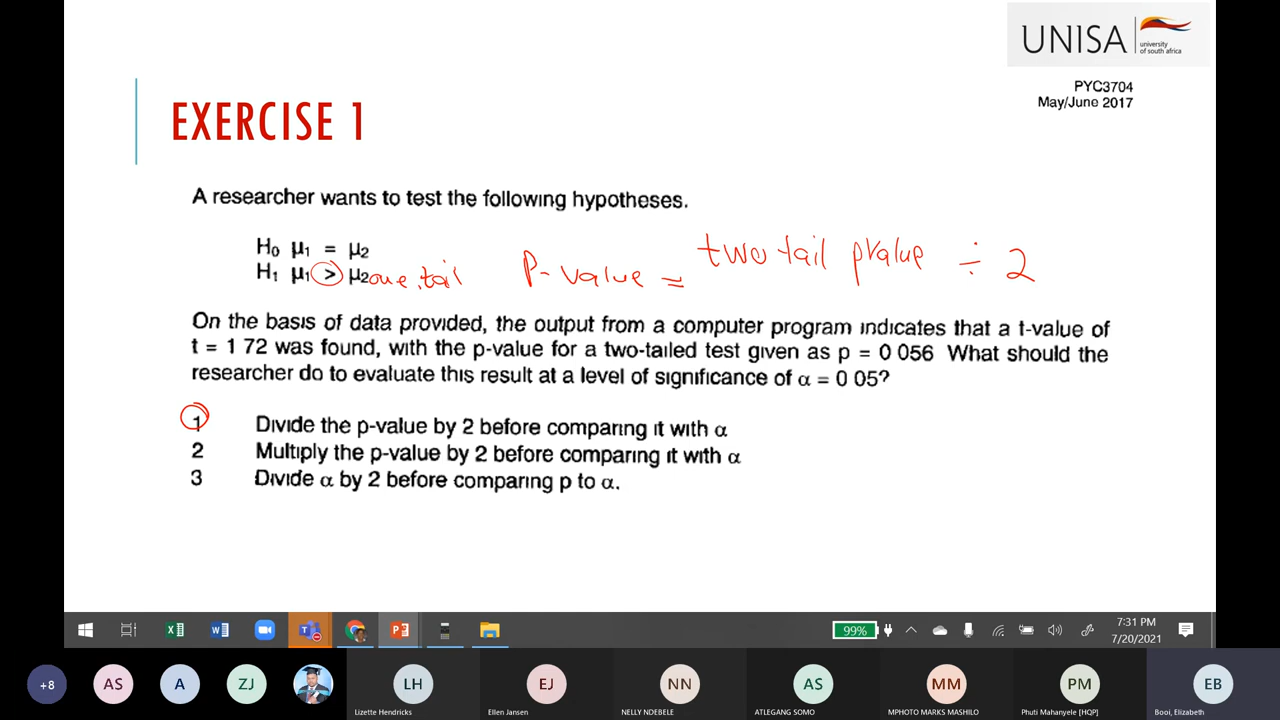 UNISA
university
of south africa
PYC3704
May/June 2017
EXERCISE 1
A researcher wants to test the following hypotheses.
H₀ μ₁ = μ₂
H₁ μ₁ > μ₂ one tail
P-value = two tail pvalue ÷ 2
On the basis of data provided, the output from a computer program indicates that a t-value of
t = 1 72 was found, with the p-value for a two-tailed test given as p = 0 056 What should the
researcher do to evaluate this result at a level of significance of α = 0 05?
1 Divide the p-value by 2 before comparing it with α
2 Multiply the p-value by 2 before comparing it with α
3 Divide α by 2 before comparing p to α.
99%
7:31 PM
7/20/2021
+8
AS
A
ZJ
LH
Lizette Hendricks
EJ
Ellen Jansen
NN
NELLY NDEBELE
AS
ATLEGANG SOMO
MM
MPHOTO MARKS MASHILO
PM
Phuti Mahanyele [HQP]
EB
Booi, Elizabeth